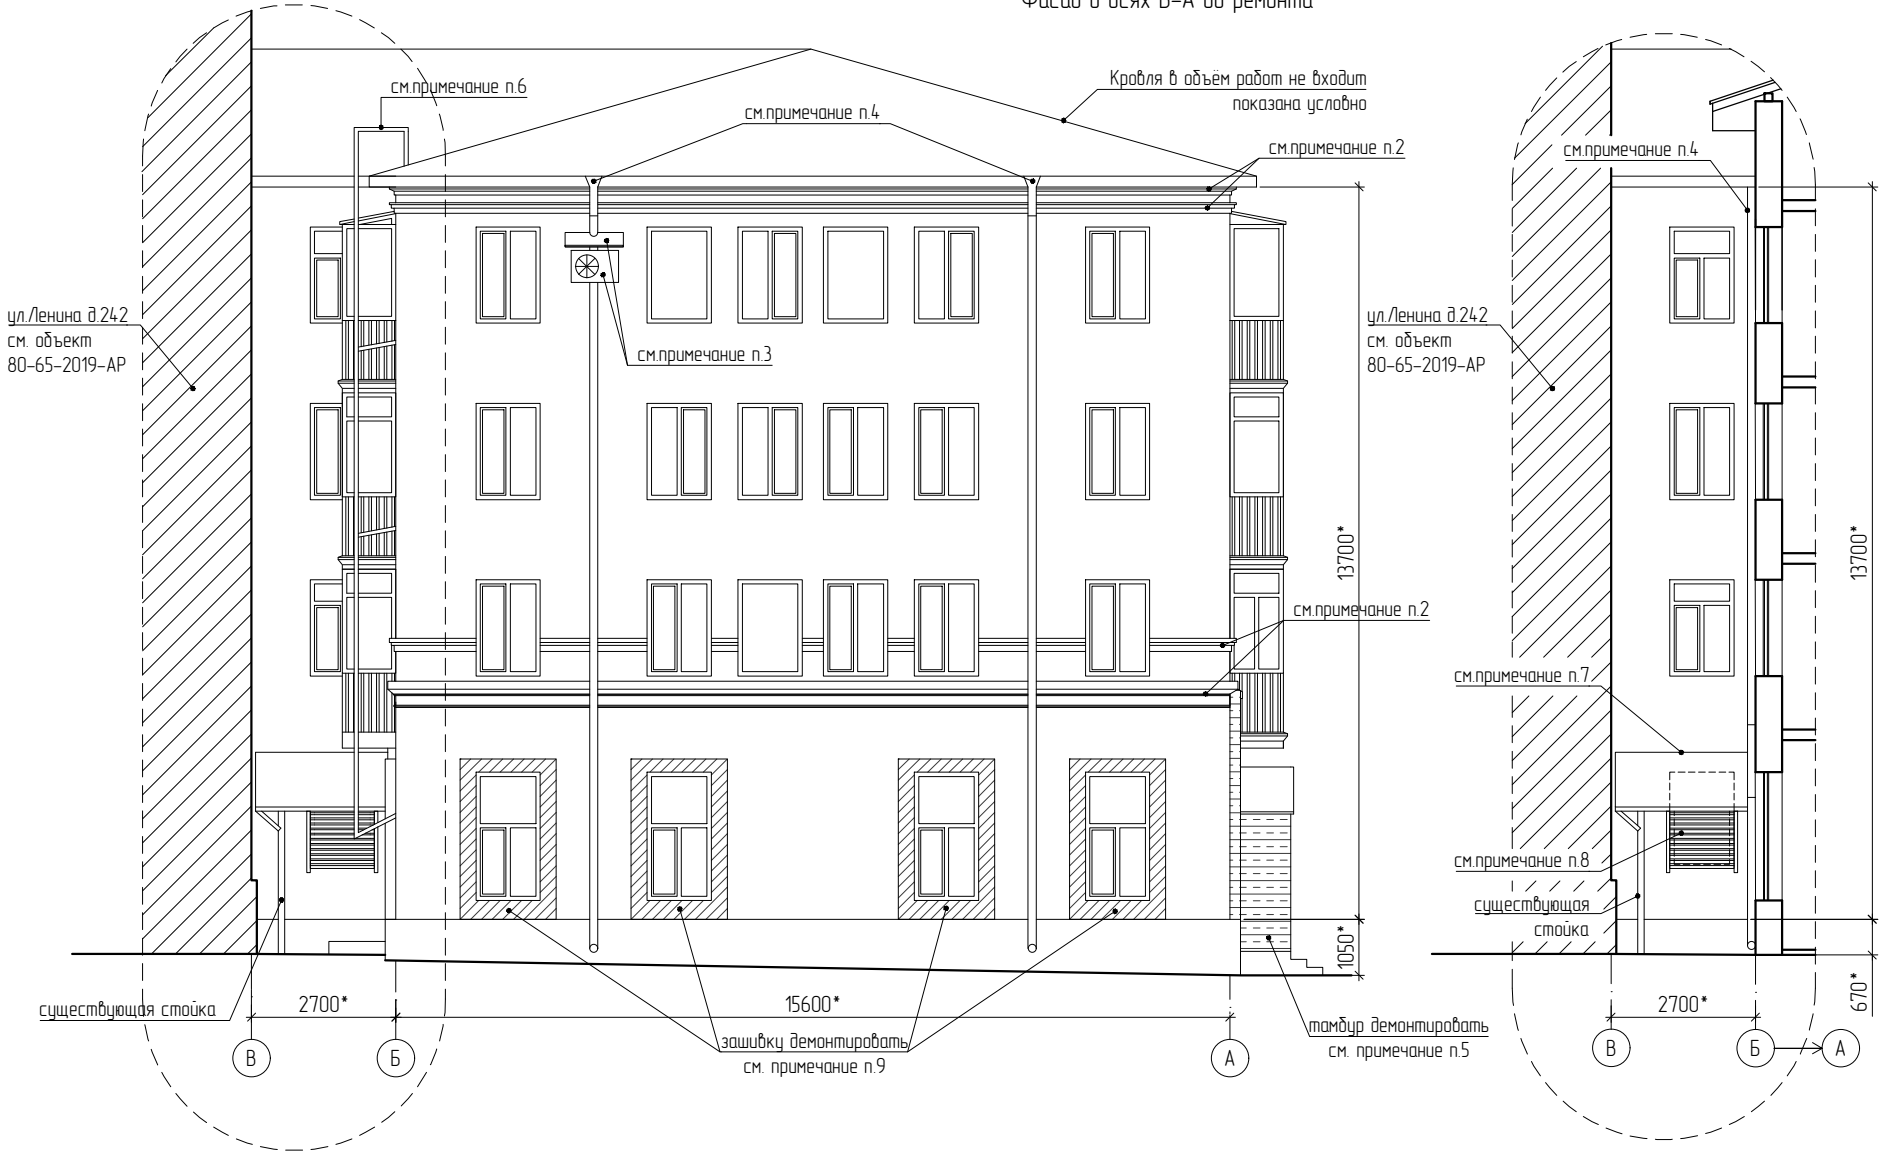 Фасад в осях В-А до ремонта
см.примечание п.6
см.примечание п.4
Кровля в объём работ не входит
показана условно
см.примечание п.2
см.примечание п.4
ул.Ленина д.242
см. объект
80-65-2019-АР
см.примечание п.3
ул.Ленина д.242
см. объект
80-65-2019-АР
13700*
13700*
см.примечание п.2
см.примечание п.7
см.примечание п.8
существующая
стойка
1050*
670*
существующая стойка
2700*
15600*
2700*
зашивку демонтировать
см. примечание п.9
тамбур демонтировать
см. примечание п.5
В
Б
А
В
Б
А